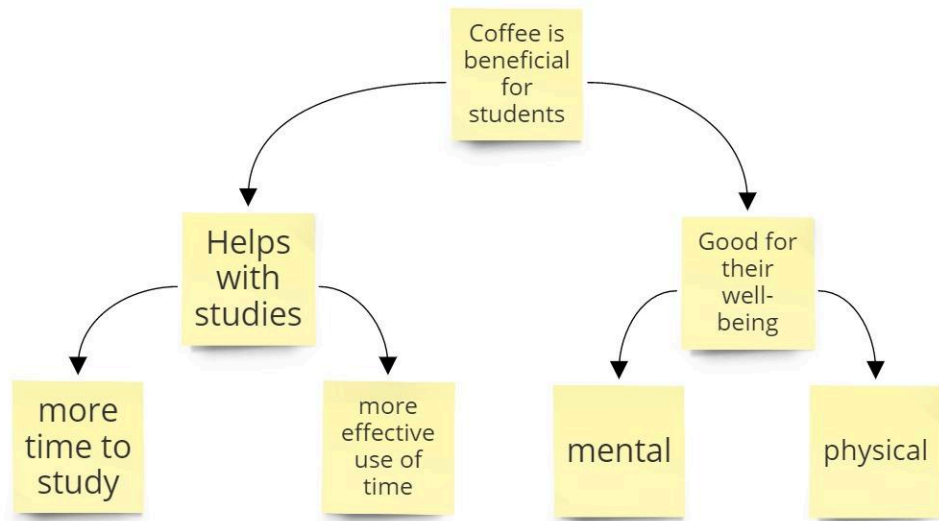 Coffee is
beneficial
for
students
Helps
with
studies
Good for
their
well-
being
more
time to
study
more
effective
use of
time
mental
physical